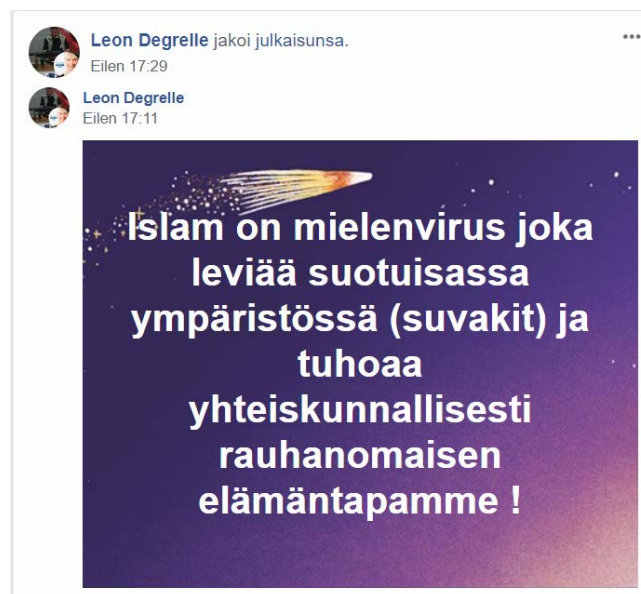 Leon Degrelle jakoi julkaisunsa.
Eilen 17:29
Leon Degrelle
Eilen 17:11
Islam on mielenvirus joka
leviää suotuisassa
ympäristössä (suvakit) ja
tuhoaa
yhteiskunnallisesti
rauhanomaisen
elämäntapamme !